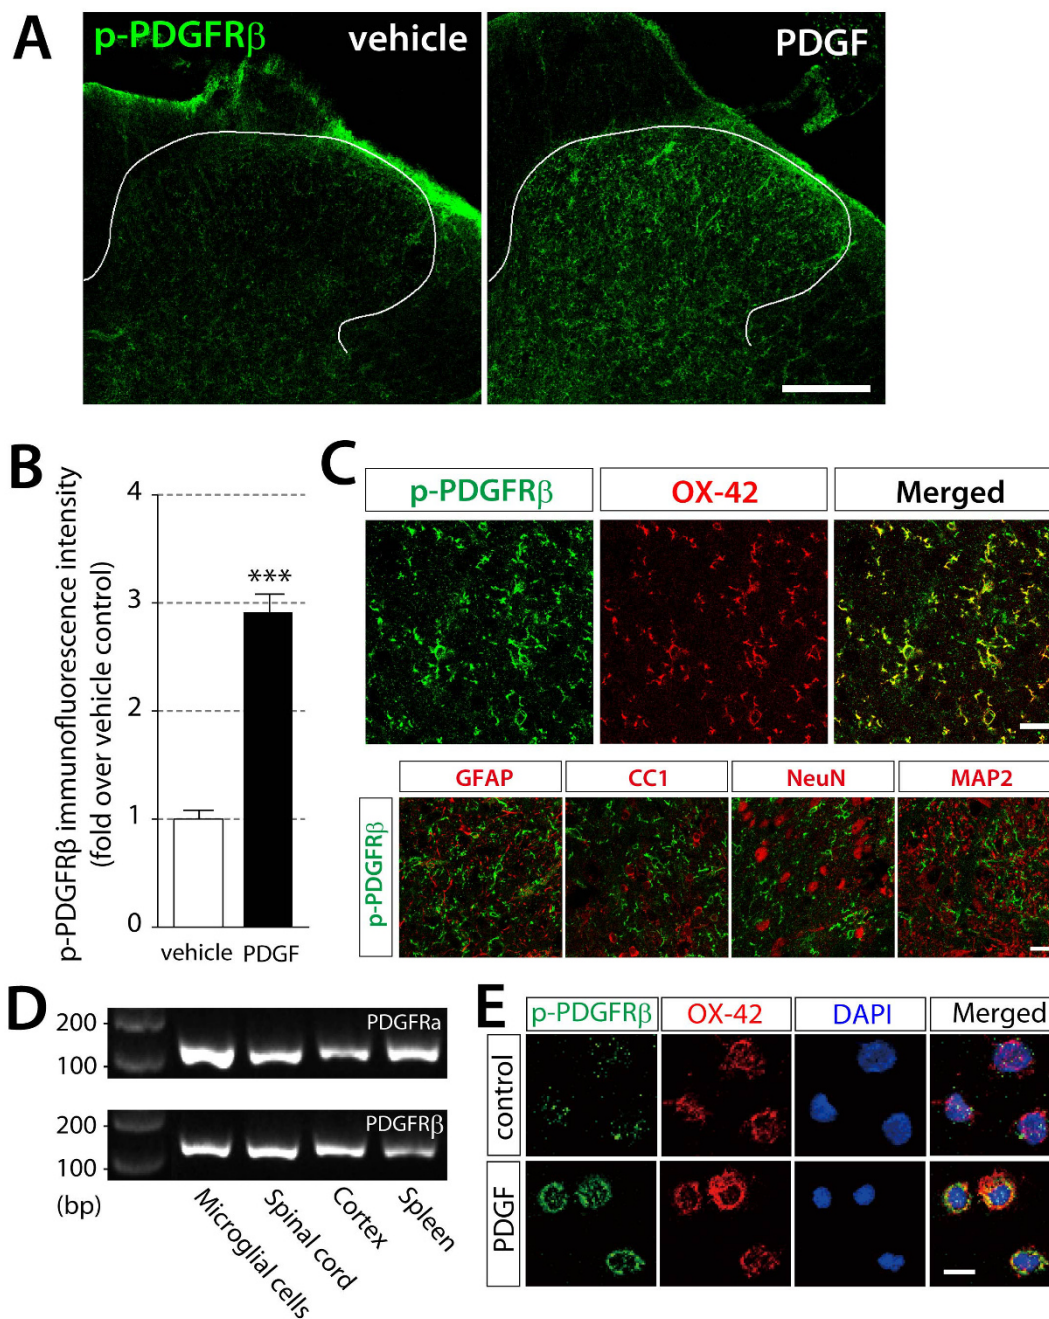 A
p-PDGFRβ
vehicle
PDGF
B
p-PDGFRβ immunofluorescence intensity
(fold over vehicle control)
4
3
2
1
0
***
vehicle
PDGF
C
p-PDGFRβ
OX-42
Merged
GFAP
CC1
NeuN
MAP2
p-PDGFRβ
D
200
100
PDGFRa
200
100
PDGFRβ
(bp)
Microglial cells
Spinal cord
Cortex
Spleen
E
p-PDGFRβ
OX-42
DAPI
Merged
control
PDGF